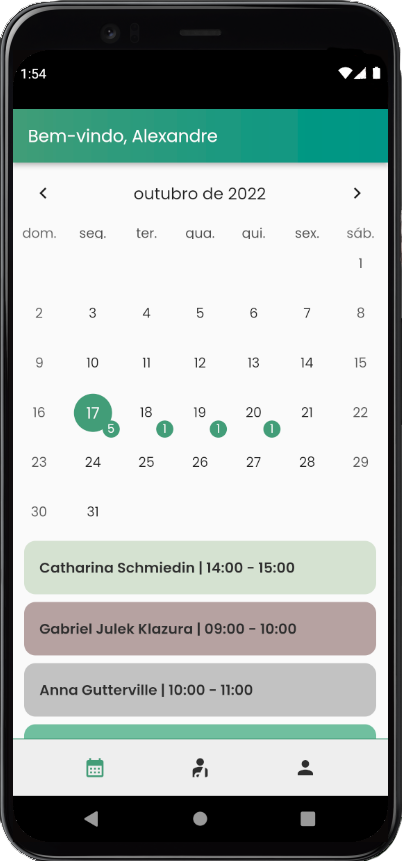 1:54
Bem-vindo, Alexandre
outubro de 2022
dom. seg. ter. qua. qui. sex. sáb.
1
2 3 4 5 6 7 8
9 10 11 12 13 14 15
16 17 18 19 20 21 22
5 1 1 1
23 24 25 26 27 28 29
30 31
Catharina Schmiedin | 14:00 - 15:00
Gabriel Julek Klazura | 09:00 - 10:00
Anna Gutterville | 10:00 - 11:00